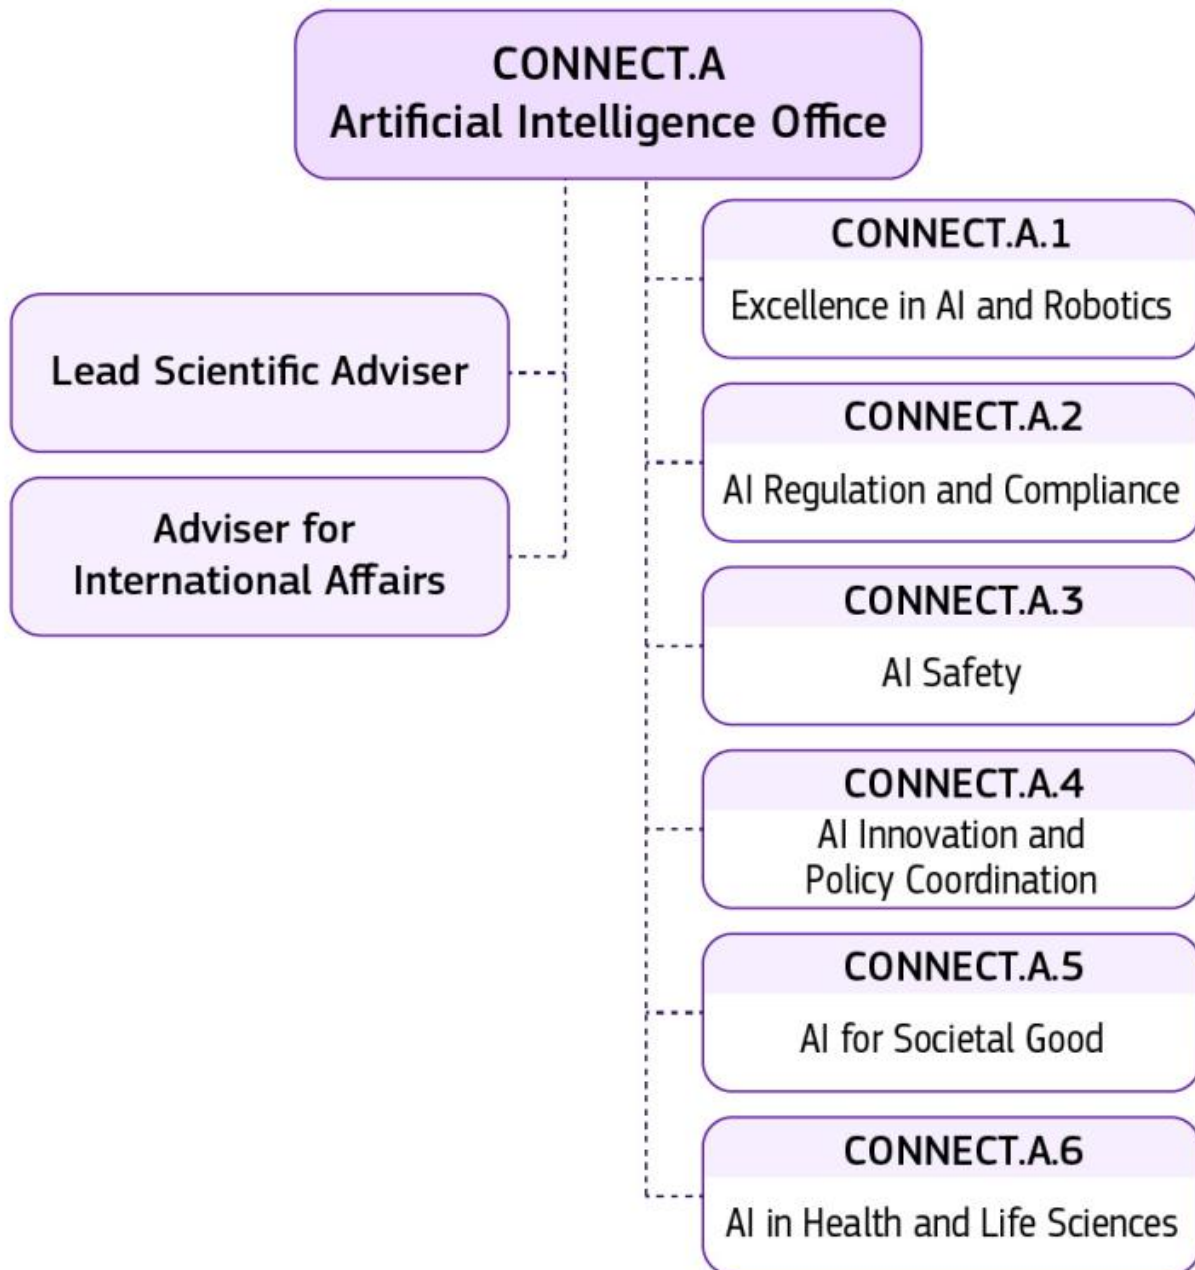 CONNECT.A
Artificial Intelligence Office
Lead Scientific Adviser
Adviser for
International Affairs
CONNECT.A.1
Excellence in AI and Robotics
CONNECT.A.2
AI Regulation and Compliance
CONNECT.A.3
AI Safety
CONNECT.A.4
AI Innovation and
Policy Coordination
CONNECT.A.5
AI for Societal Good
CONNECT.A.6
AI in Health and Life Sciences